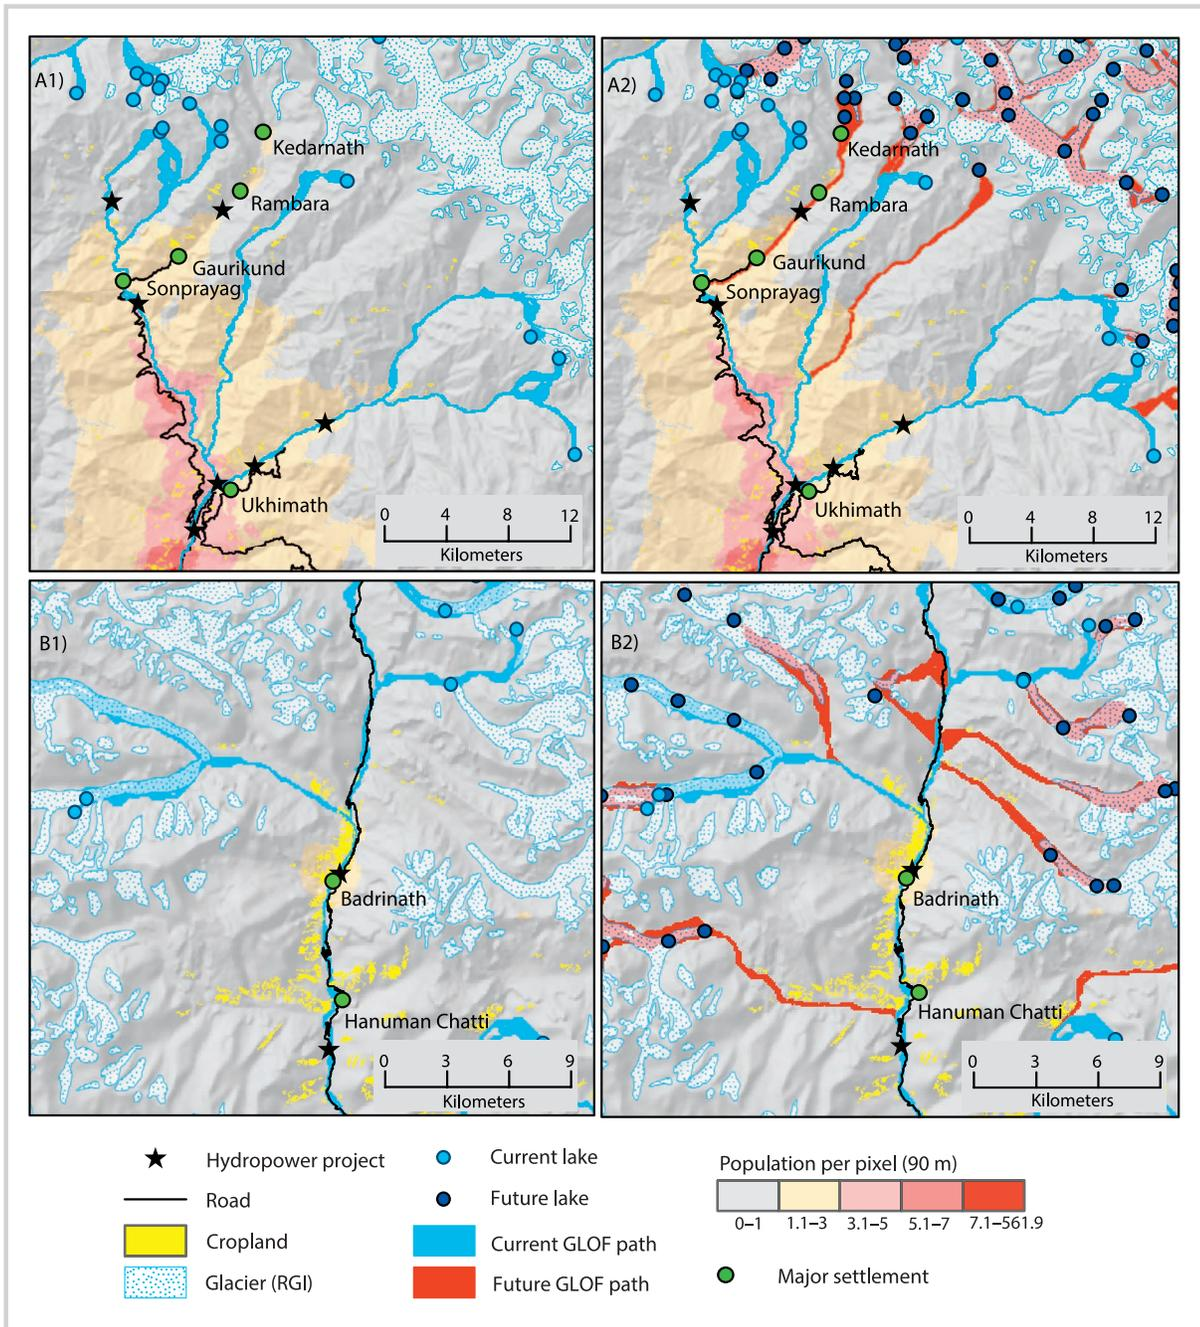 A1)
Kedarnath
Rambara
Gaurikund
Sonprayag
Ukhimath
0 4 8 12
Kilometers
A2)
Kedarnath
Rambara
Gaurikund
Sonprayag
Ukhimath
0 4 8 12
Kilometers
B1)
Badrinath
Hanuman Chatti
0 3 6 9
Kilometers
B2)
Badrinath
Hanuman Chatti
0 3 6 9
Kilometers
Hydropower project
Road
Cropland
Glacier (RGI)
Current lake
Future lake
Current GLOF path
Future GLOF path
Population per pixel (90 m)
0–1 1.1–3 3.1–5 5.1–7 7.1–561.9
Major settlement